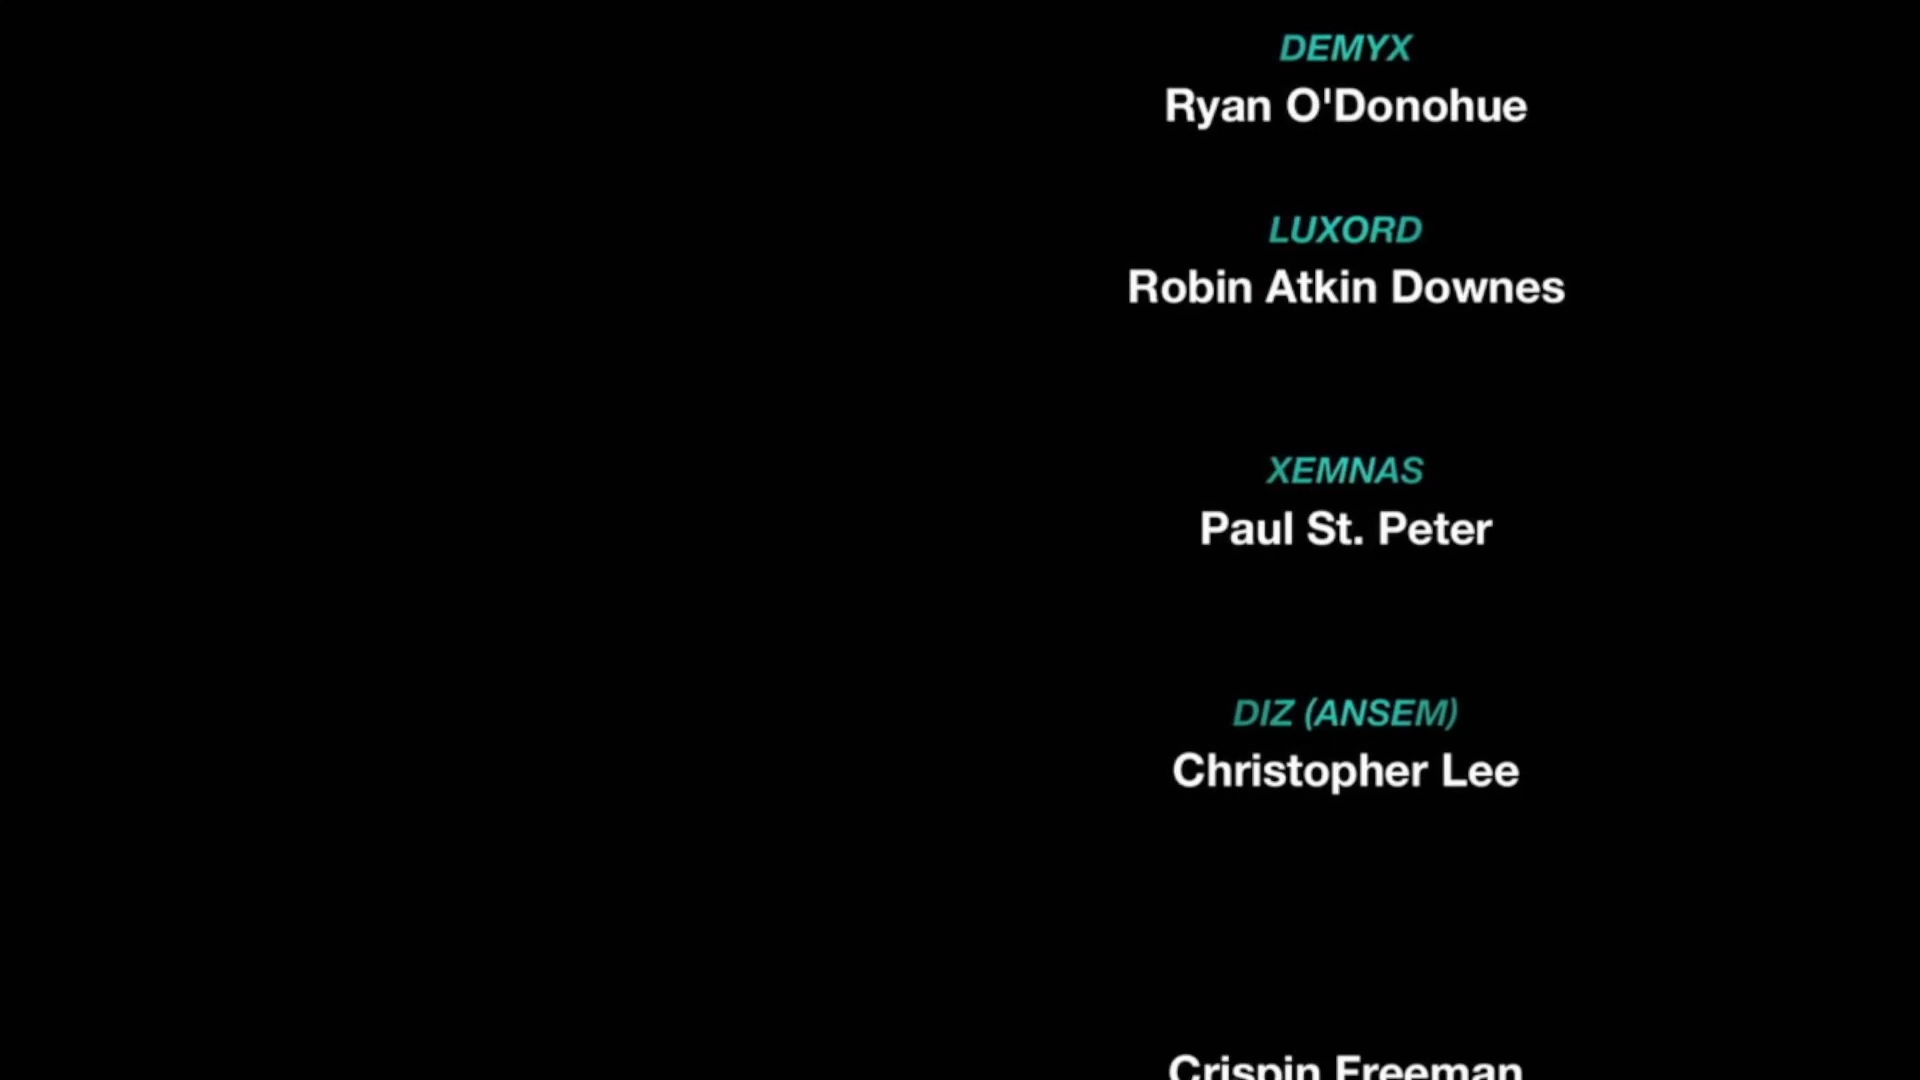 DEMYX
Ryan O'Donohue
LUXORD
Robin Atkin Downes
XEMNAS
Paul St. Peter
DIZ (ANSEM)
Christopher Lee
Crispin Freeman